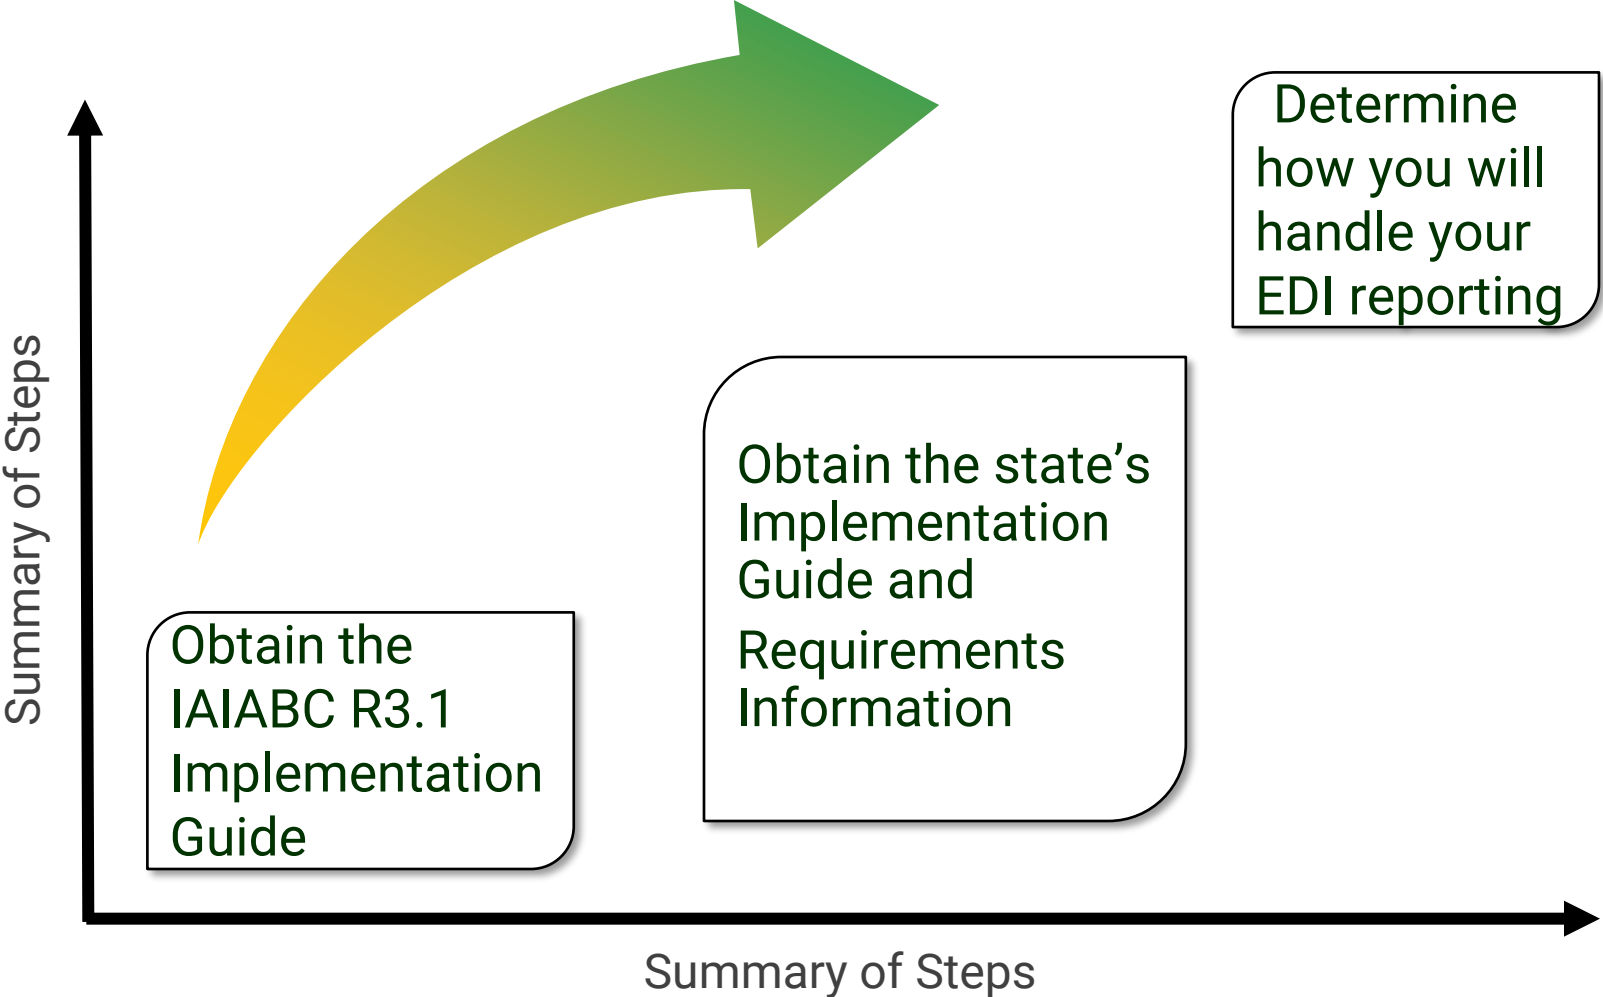 Summary of Steps
Obtain the
IAIABC R3.1
Implementation
Guide
Obtain the state’s
Implementation
Guide and
Requirements
Information
Determine
how you will
handle your
EDI reporting
Summary of Steps